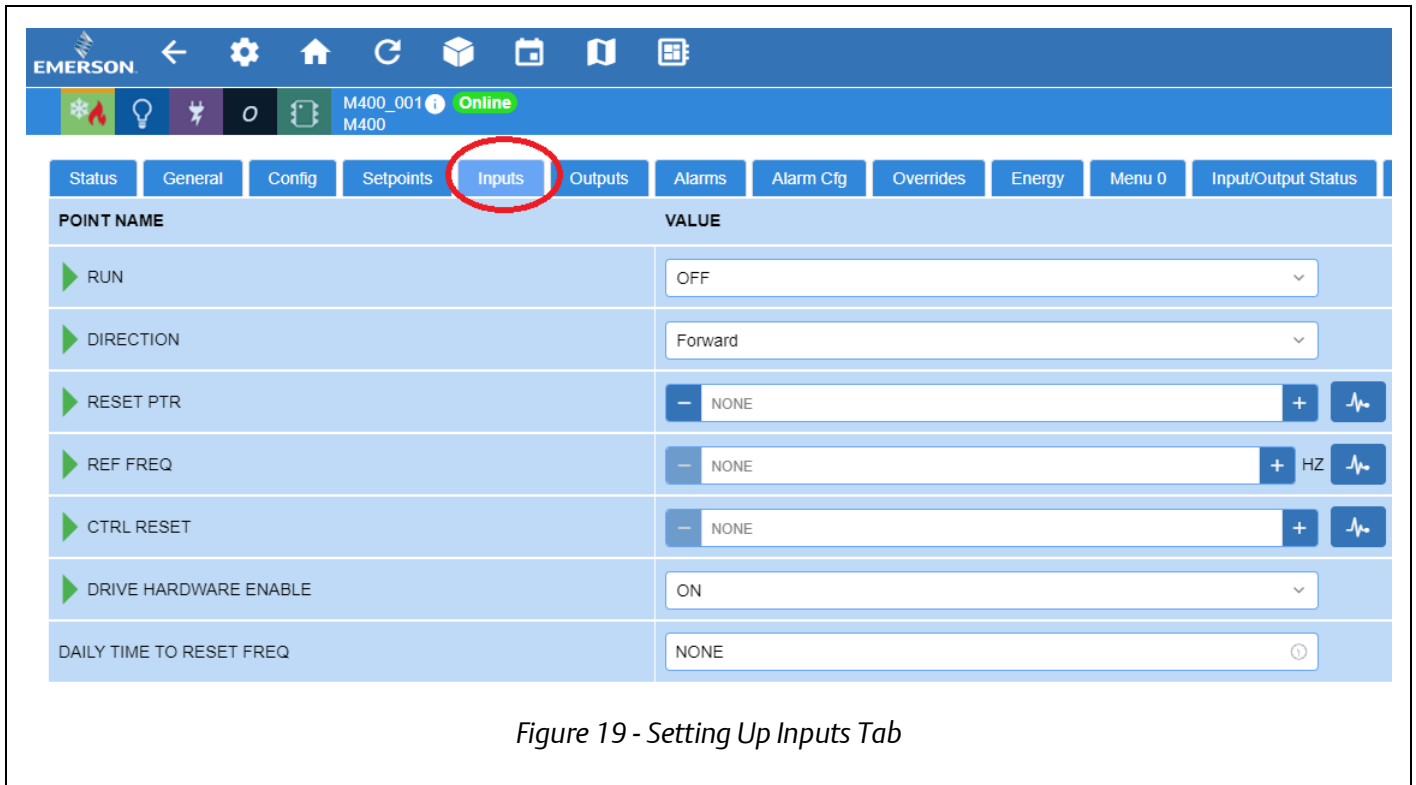 EMERSON.
M400_001 Online
M400
Status General Config Setpoints Inputs Outputs Alarms Alarm Cfg Overrides Energy Menu 0 Input/Output Status
POINT NAME VALUE
RUN OFF
DIRECTION Forward
RESET PTR NONE
REF FREQ NONE HZ
CTRL RESET NONE
DRIVE HARDWARE ENABLE ON
DAILY TIME TO RESET FREQ NONE
Figure 19 - Setting Up Inputs Tab